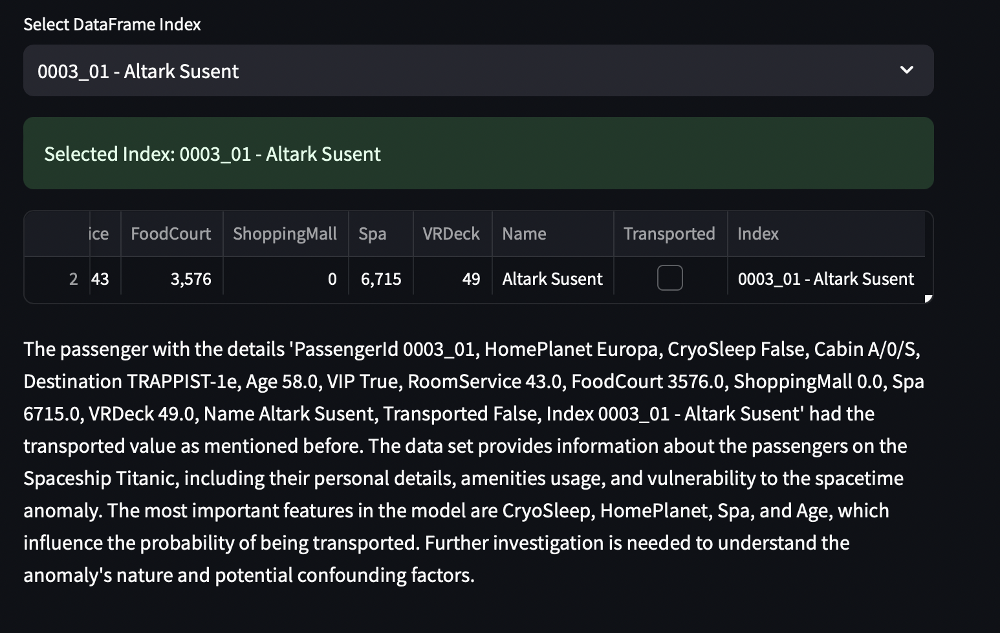 Select DataFrame Index
0003_01 - Altark Susent
Selected Index: 0003_01 - Altark Susent
ice FoodCourt ShoppingMall Spa VRDeck Name Transported Index
2 43 3,576 0 6,715 49 Altark Susent 0003_01 - Altark Susent
The passenger with the details 'PassengerId 0003_01, HomePlanet Europa, CryoSleep False, Cabin A/0/S,
Destination TRAPPIST-1e, Age 58.0, VIP True, RoomService 43.0, FoodCourt 3576.0, ShoppingMall 0.0, Spa
6715.0, VRDeck 49.0, Name Altark Susent, Transported False, Index 0003_01 - Altark Susent' had the
transported value as mentioned before. The data set provides information about the passengers on the
Spaceship Titanic, including their personal details, amenities usage, and vulnerability to the spacetime
anomaly. The most important features in the model are CryoSleep, HomePlanet, Spa, and Age, which
influence the probability of being transported. Further investigation is needed to understand the
anomaly's nature and potential confounding factors.